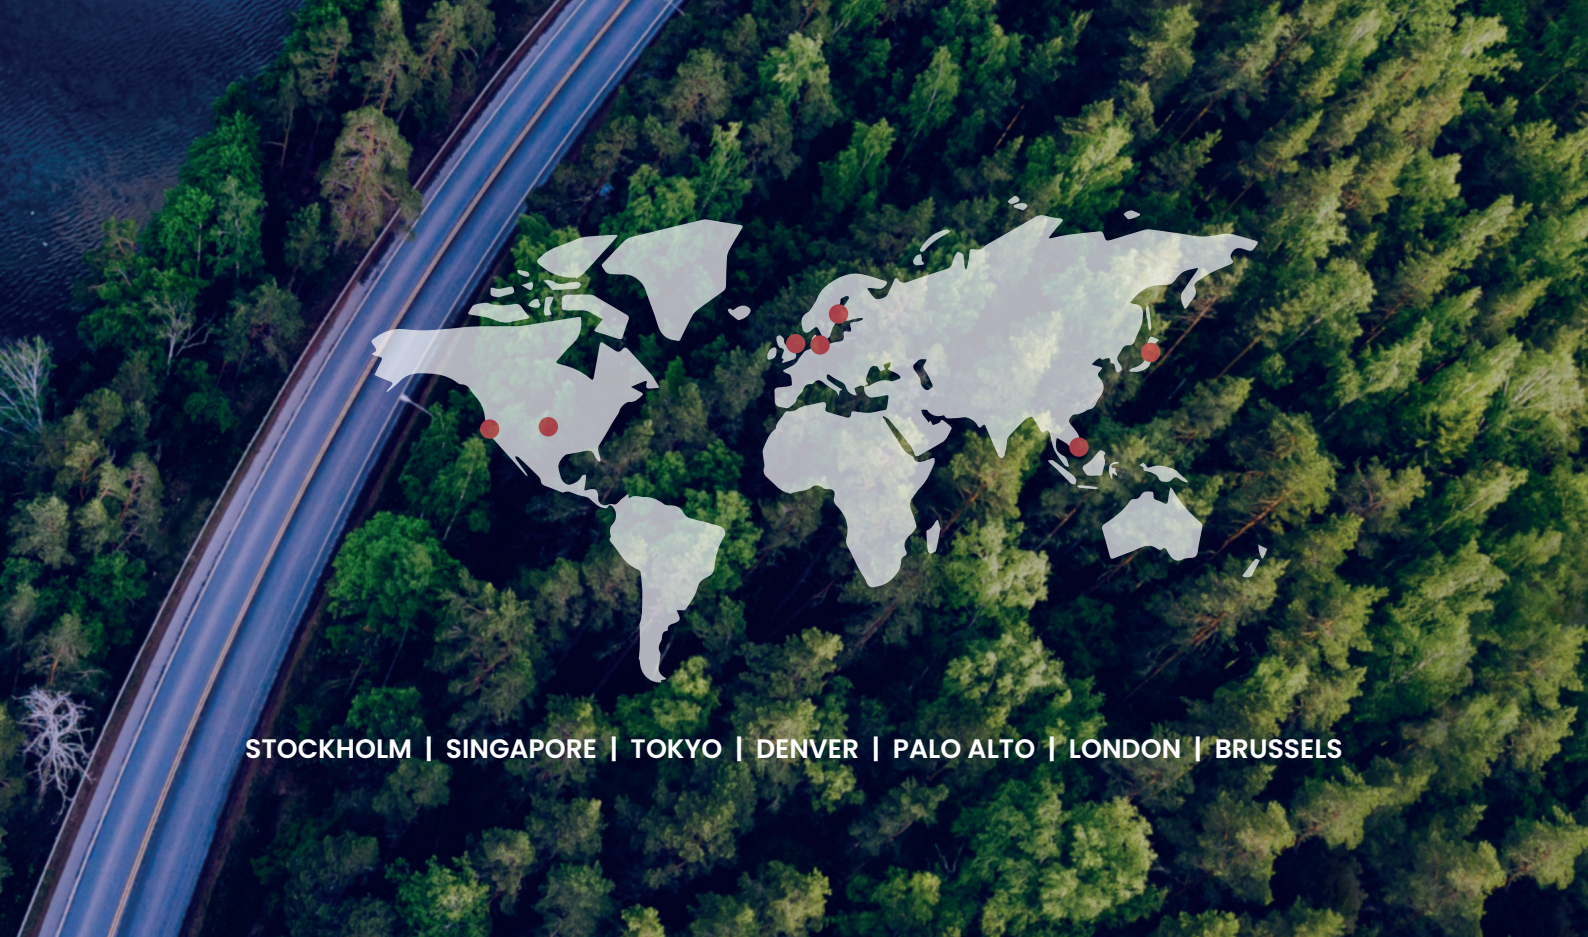 STOCKHOLM | SINGAPORE | TOKYO | DENVER | PALO ALTO | LONDON | BRUSSELS